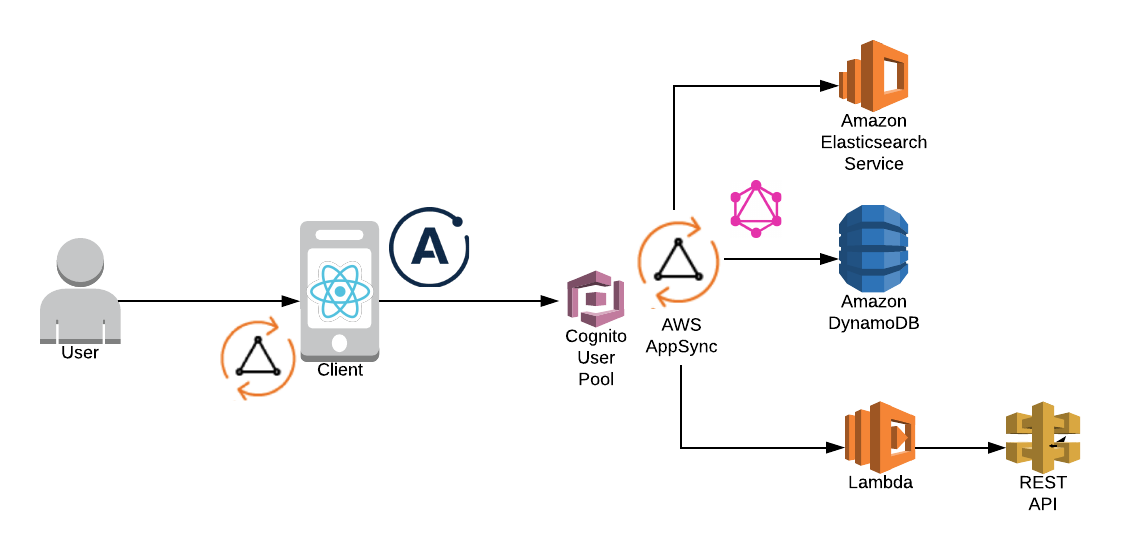 Amazon
Elasticsearch
Service
A
User
Client
Cognito
User
Pool
AWS
AppSync
Amazon
DynamoDB
Lambda
REST
API